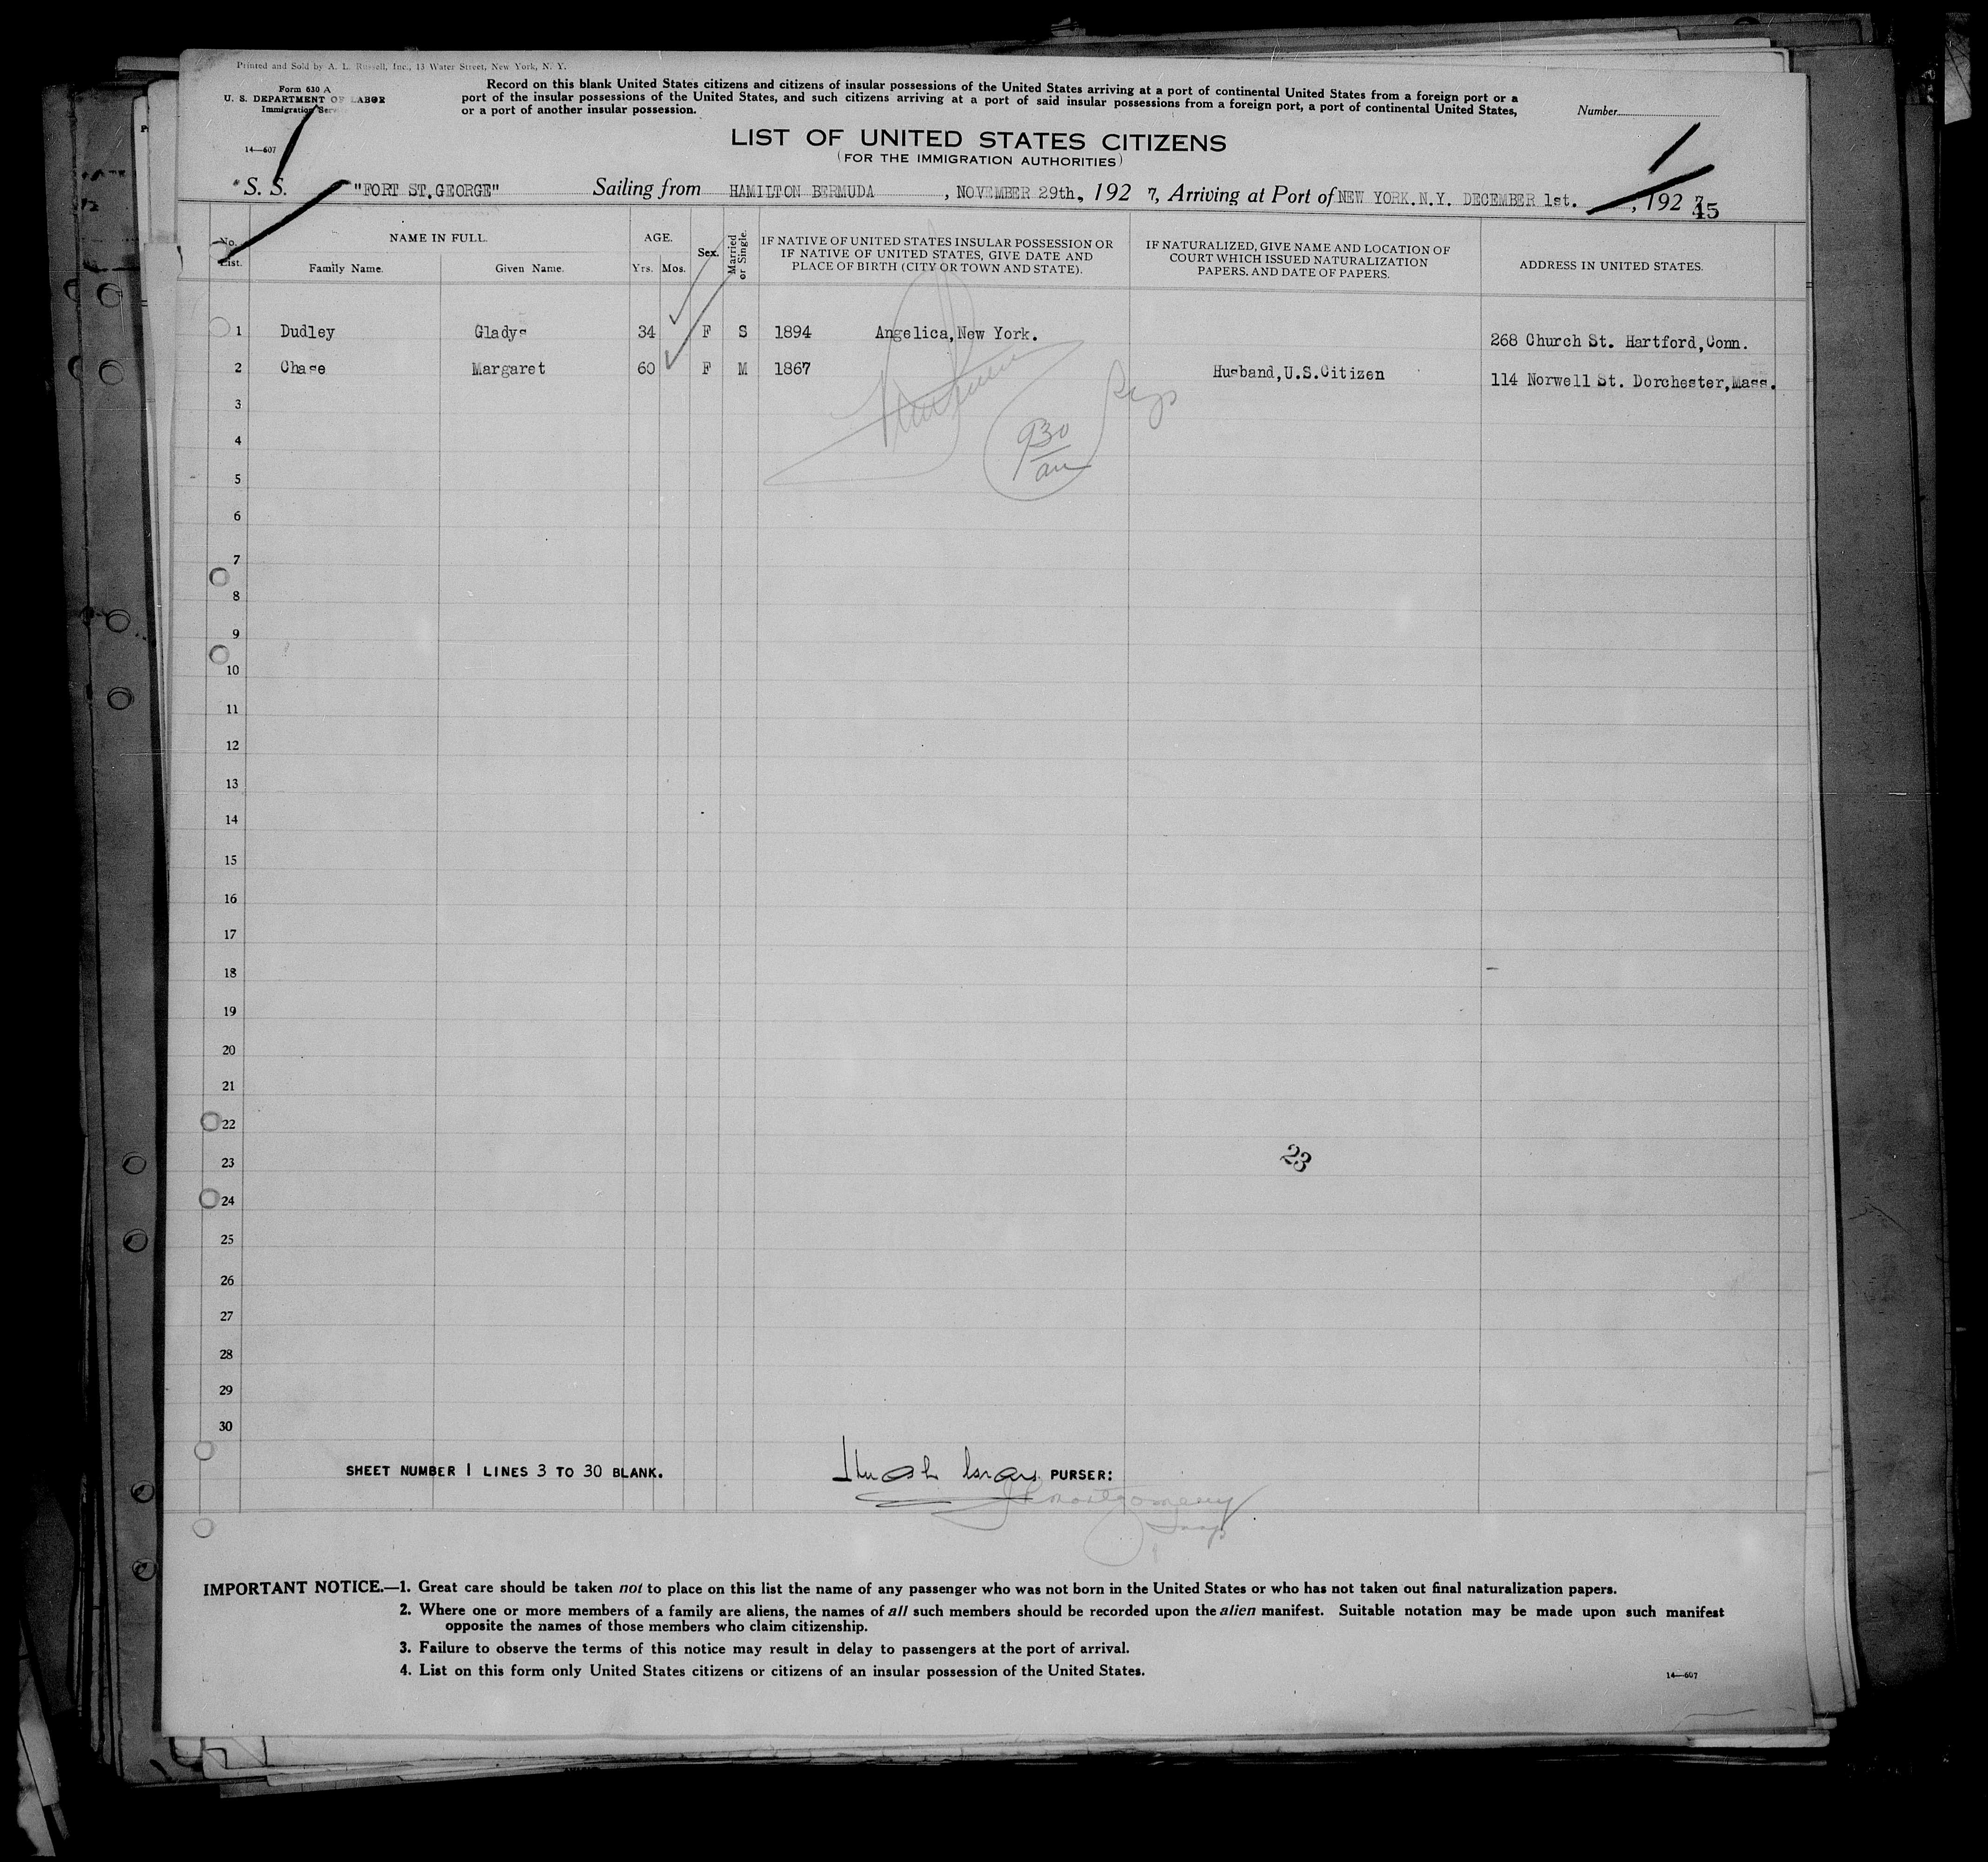 Printed and Sold by A. L. Russell, Inc., 13 Water Street, New York, N. Y.
Form 630 A
U. S. DEPARTMENT OF LABOR
Immigration Service
14—607
Record on this blank United States citizens and citizens of insular possessions of the United States arriving at a port of continental United States from a foreign port or a
port of the insular possessions of the United States, and such citizens arriving at a port of said insular possessions from a foreign port, a port of continental United States,
or a port of another insular possession.
Number
LIST OF UNITED STATES CITIZENS
(FOR THE IMMIGRATION AUTHORITIES)
1
S. S. "FORT ST.GEORGE" Sailing from HAMILTON BERMUDA , NOVEMBER 29th, 192 7, Arriving at Port of NEW YORK.N.Y. DECEMBER 1st. , 192 7
45
No. List. NAME IN FULL. AGE. Sex. Married or Single.
Family Name. Given Name. Yrs. Mos.
IF NATIVE OF UNITED STATES INSULAR POSSESSION OR
IF NATIVE OF UNITED STATES, GIVE DATE AND
PLACE OF BIRTH (CITY OR TOWN AND STATE).
IF NATURALIZED, GIVE NAME AND LOCATION OF
COURT WHICH ISSUED NATURALIZATION
PAPERS, AND DATE OF PAPERS.
ADDRESS IN UNITED STATES.
1 Dudley Gladys 34 F S 1894 Angelica,New York. 268 Church St. Hartford,Conn.
2 Chase Margaret 60 F M 1867 Husband,U.S.Citizen 114 Norwell St. Dorchester,Mass.
3
4
930
am
5
6
7
8
9
10
11
12
13
14
15
16
17
18
19
20
21
22
23
23
24
25
26
27
28
29
30
SHEET NUMBER 1 LINES 3 TO 30 BLANK.
PURSER:
Montgomery
IMPORTANT NOTICE.—1. Great care should be taken not to place on this list the name of any passenger who was not born in the United States or who has not taken out final naturalization papers.
2. Where one or more members of a family are aliens, the names of all such members should be recorded upon the alien manifest. Suitable notation may be made upon such manifest
opposite the names of those members who claim citizenship.
3. Failure to observe the terms of this notice may result in delay to passengers at the port of arrival.
4. List on this form only United States citizens or citizens of an insular possession of the United States.
14—607